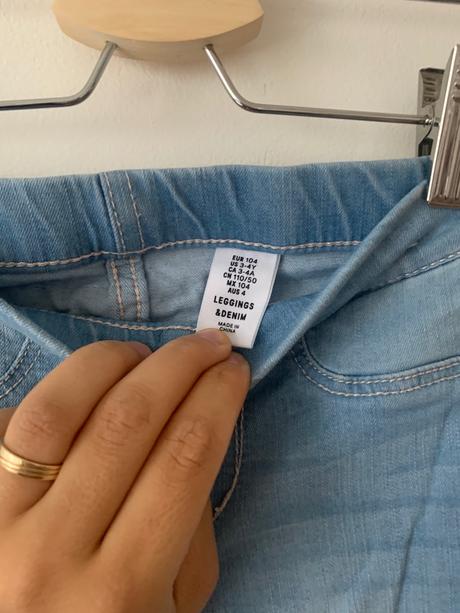 EUR 104
US 3-4Y
CA 3-4A
CN 110/50
MX 104
AUS 4
LEGGINGS
&DENIM
MADE IN
CHINA